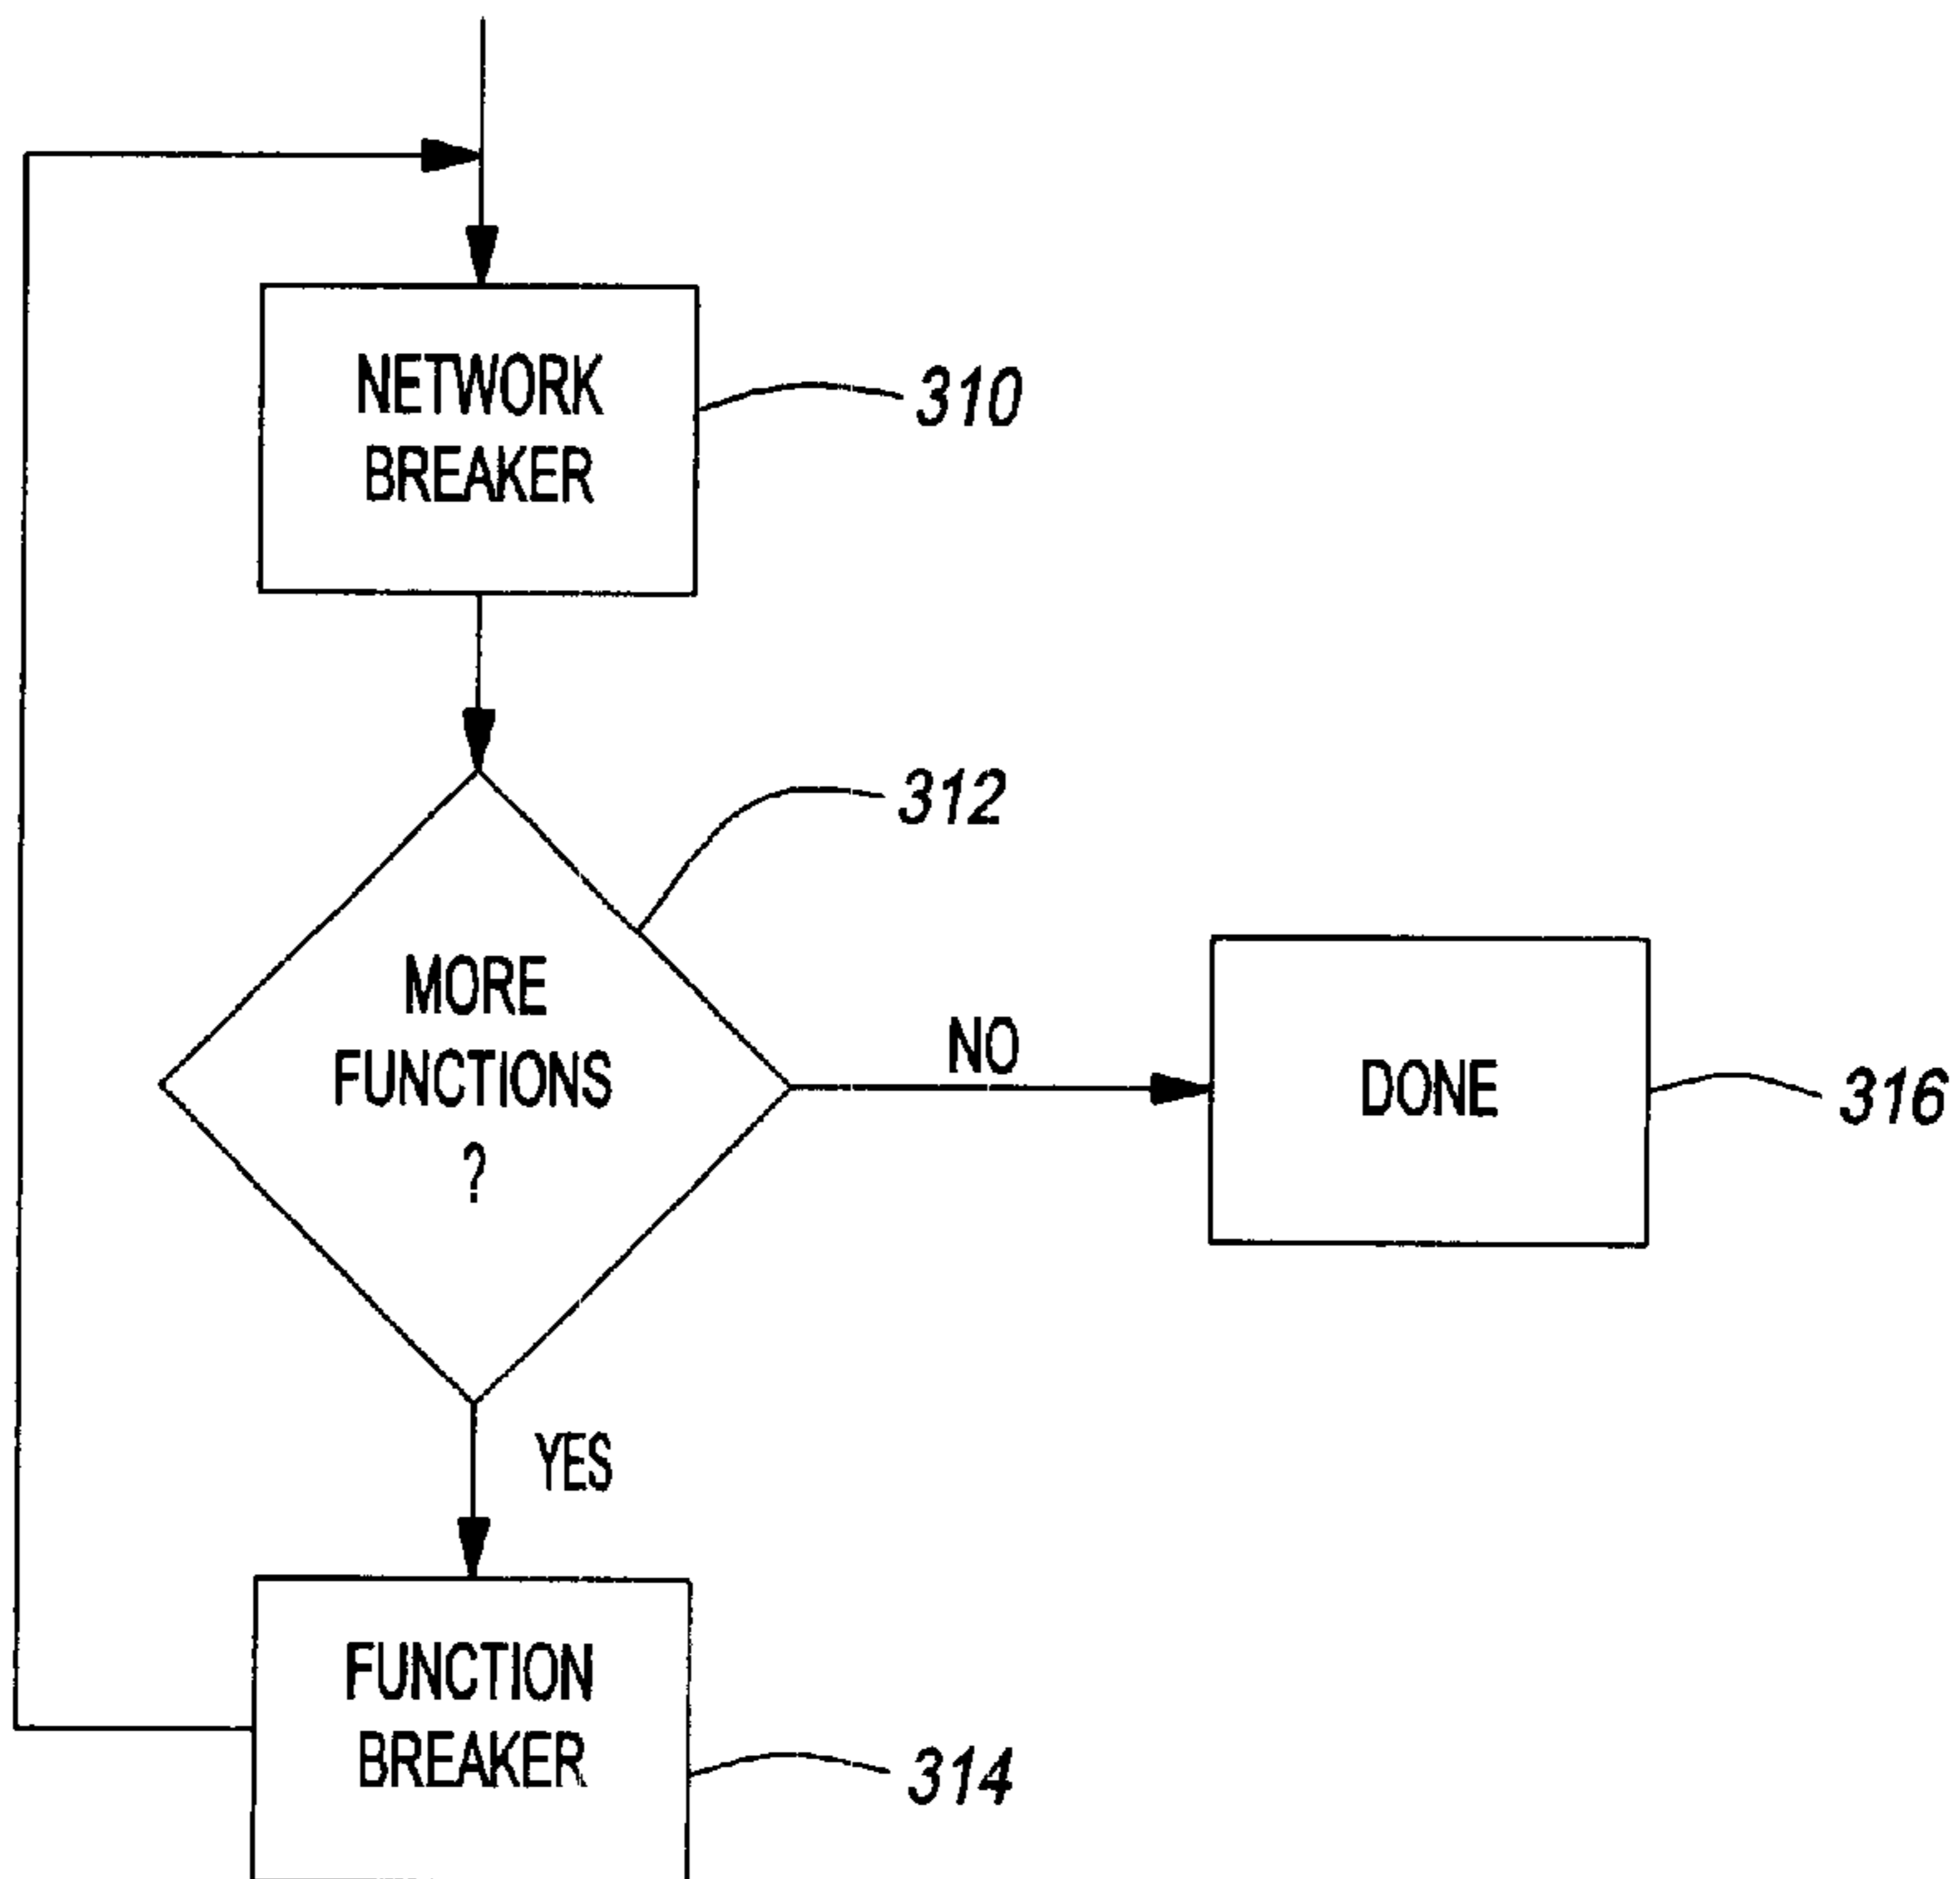 NETWORK
BREAKER
310
312
MORE
FUNCTIONS
?
NO
DONE
316
YES
FUNCTION
BREAKER
314